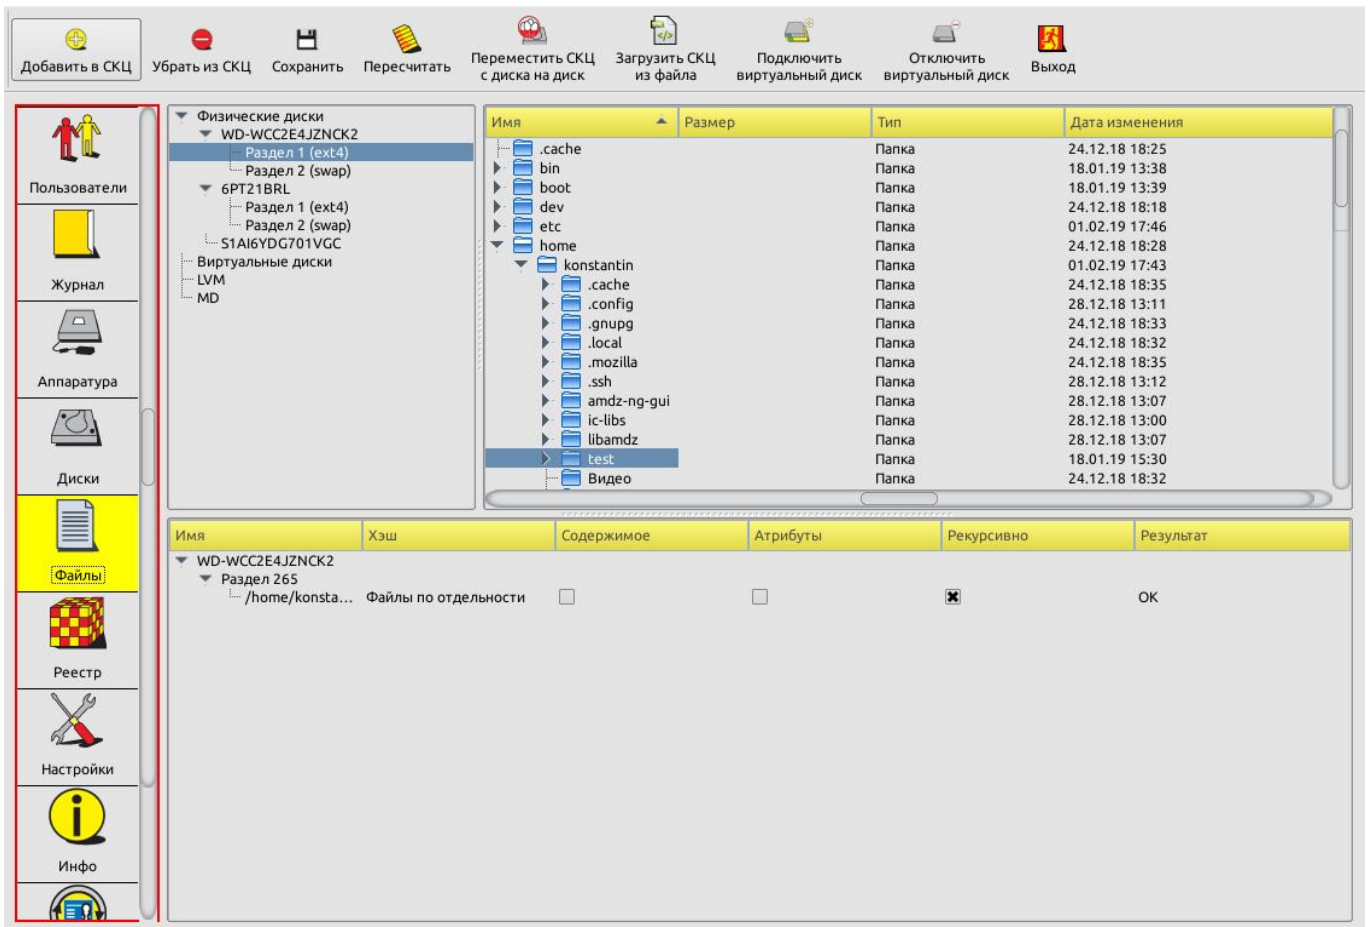 Добавить в СКЦ
Убрать из СКЦ
Сохранить
Пересчитать
Переместить СКЦ
с диска на диск
Загрузить СКЦ
из файла
Подключить
виртуальный диск
Отключить
виртуальный диск
Выход
Пользователи
Журнал
Аппаратура
Диски
Файлы
Реестр
Настройки
Инфо
Физические диски
WD-WCC2E4JZNCK2
Раздел 1 (ext4)
Раздел 2 (swap)
6PT21BRL
Раздел 1 (ext4)
Раздел 2 (swap)
S1AI6YDG701VGC
Виртуальные диски
LVM
MD
Имя Размер Тип Дата изменения
.cache Папка 24.12.18 18:25
bin Папка 18.01.19 13:38
boot Папка 18.01.19 13:39
dev Папка 24.12.18 18:18
etc Папка 01.02.19 17:46
home Папка 24.12.18 18:28
konstantin Папка 01.02.19 17:43
.cache Папка 24.12.18 18:35
.config Папка 28.12.18 13:11
.gnupg Папка 24.12.18 18:33
.local Папка 24.12.18 18:32
.mozilla Папка 24.12.18 18:35
.ssh Папка 28.12.18 13:12
amdz-ng-gui Папка 28.12.18 13:07
ic-libs Папка 28.12.18 13:00
libamdz Папка 28.12.18 13:07
test Папка 18.01.19 15:30
Видео Папка 24.12.18 18:32
Имя Хэш Содержимое Атрибуты Рекурсивно Результат
WD-WCC2E4JZNCK2
Раздел 265
/home/konsta... Файлы по отдельности OK